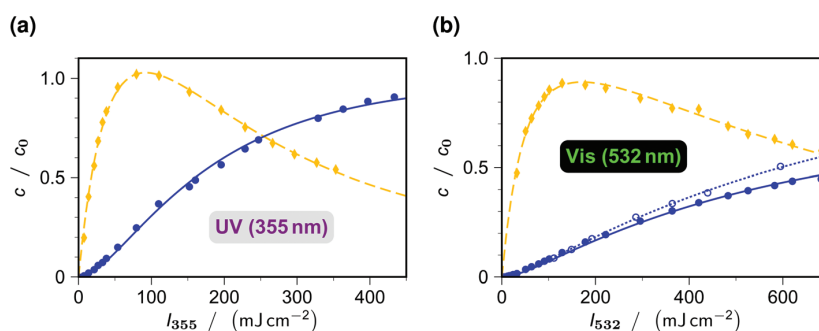 (a)
c / c0
1.0
0.5
0
UV (355 nm)
0 100 200 300 400
I355 / (mJ cm−2)
(b)
c / c0
1.0
0.5
0
Vis (532 nm)
0 200 400 600
I532 / (mJ cm−2)